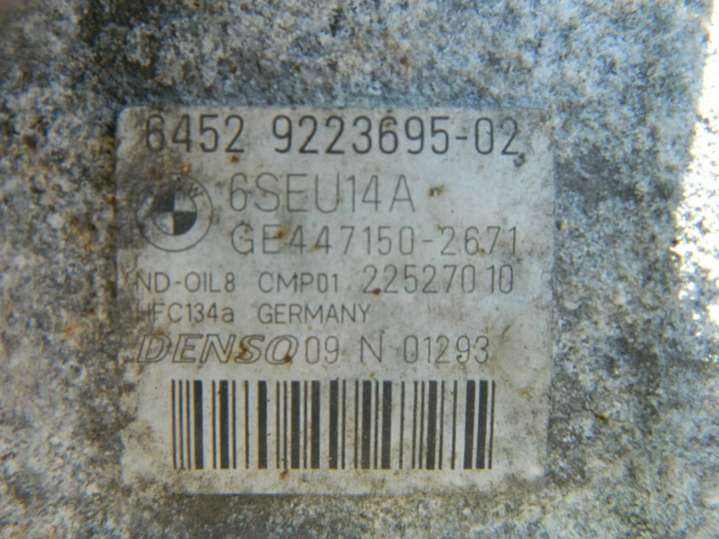 6452 9223695-02
6SEU14A
GE447150-2671
ND-OIL8 CMP01 22527010
HFC134a GERMANY
DENSO 09 N 01293